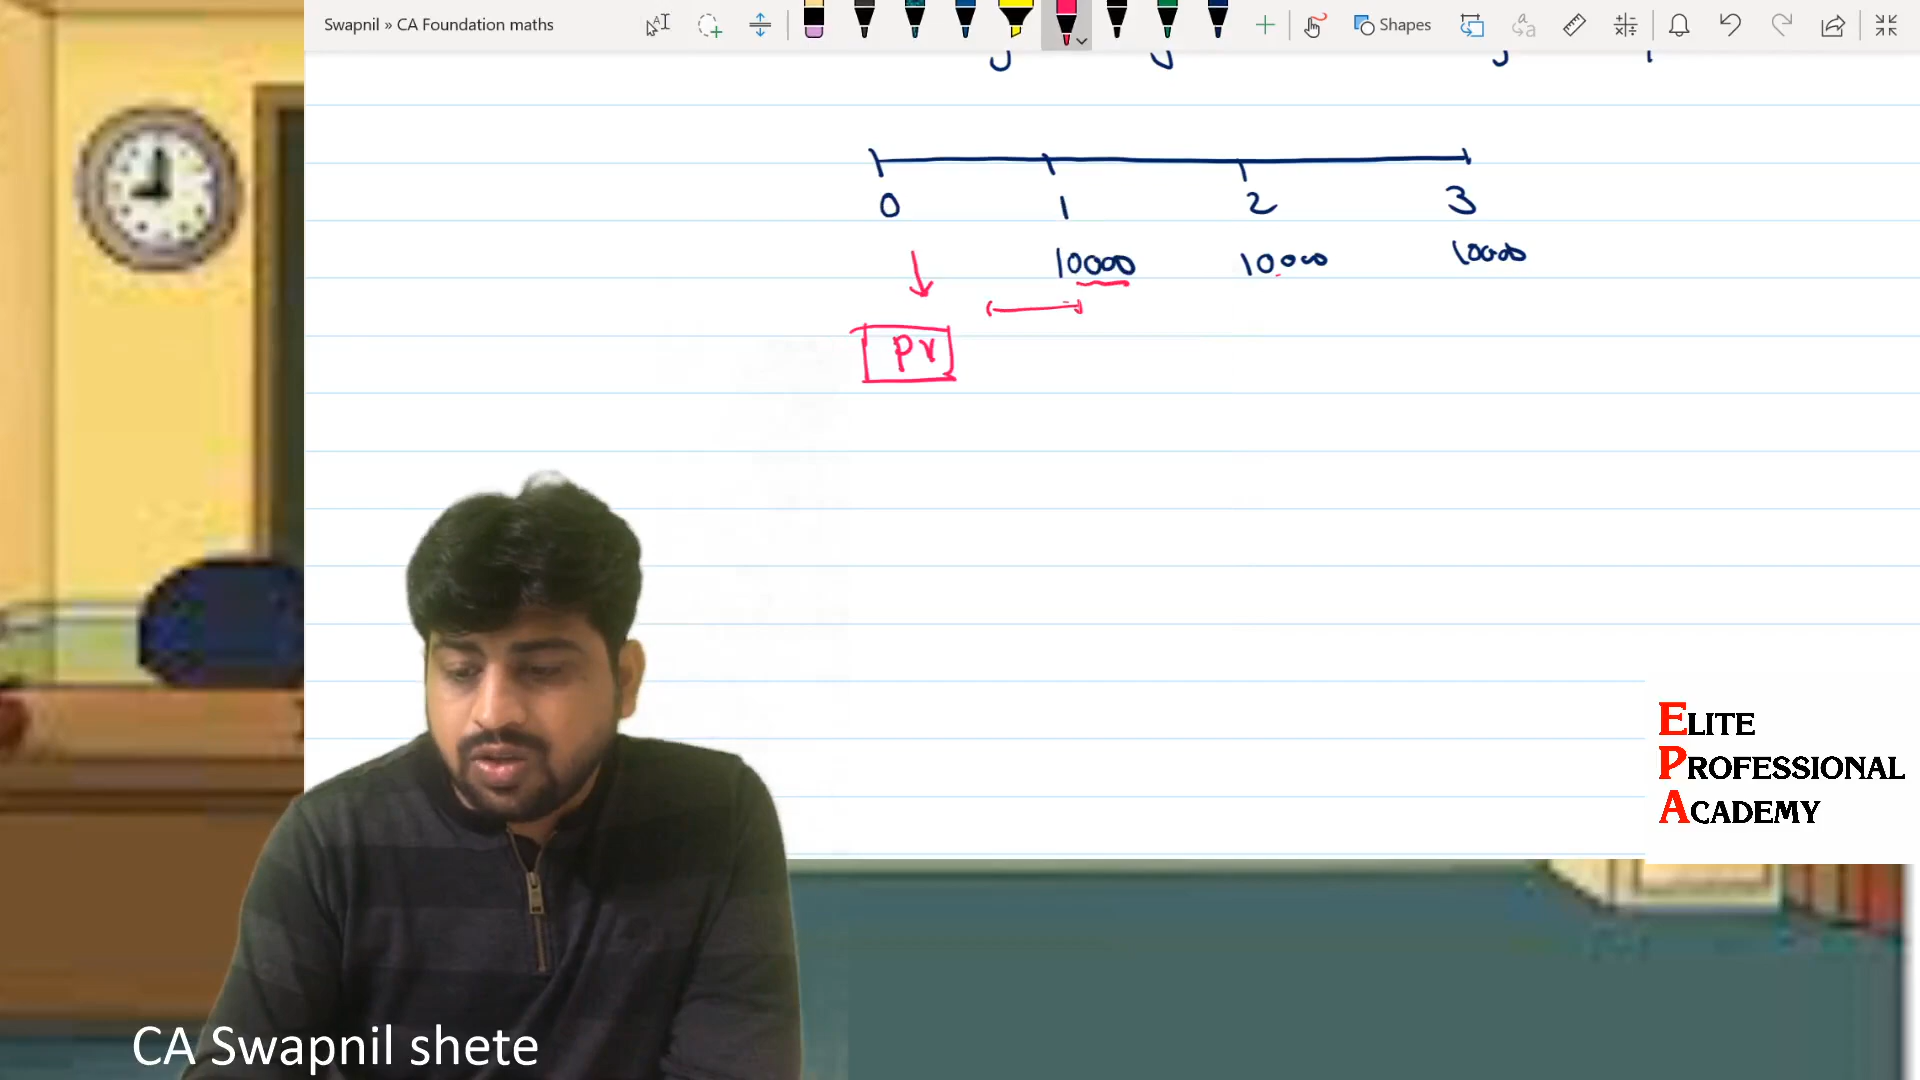 Swapnil » CA Foundation maths
Shapes
0 1 2 3
10000 10000 10000
PV
ELITE
PROFESSIONAL
ACADEMY
CA Swapnil shete